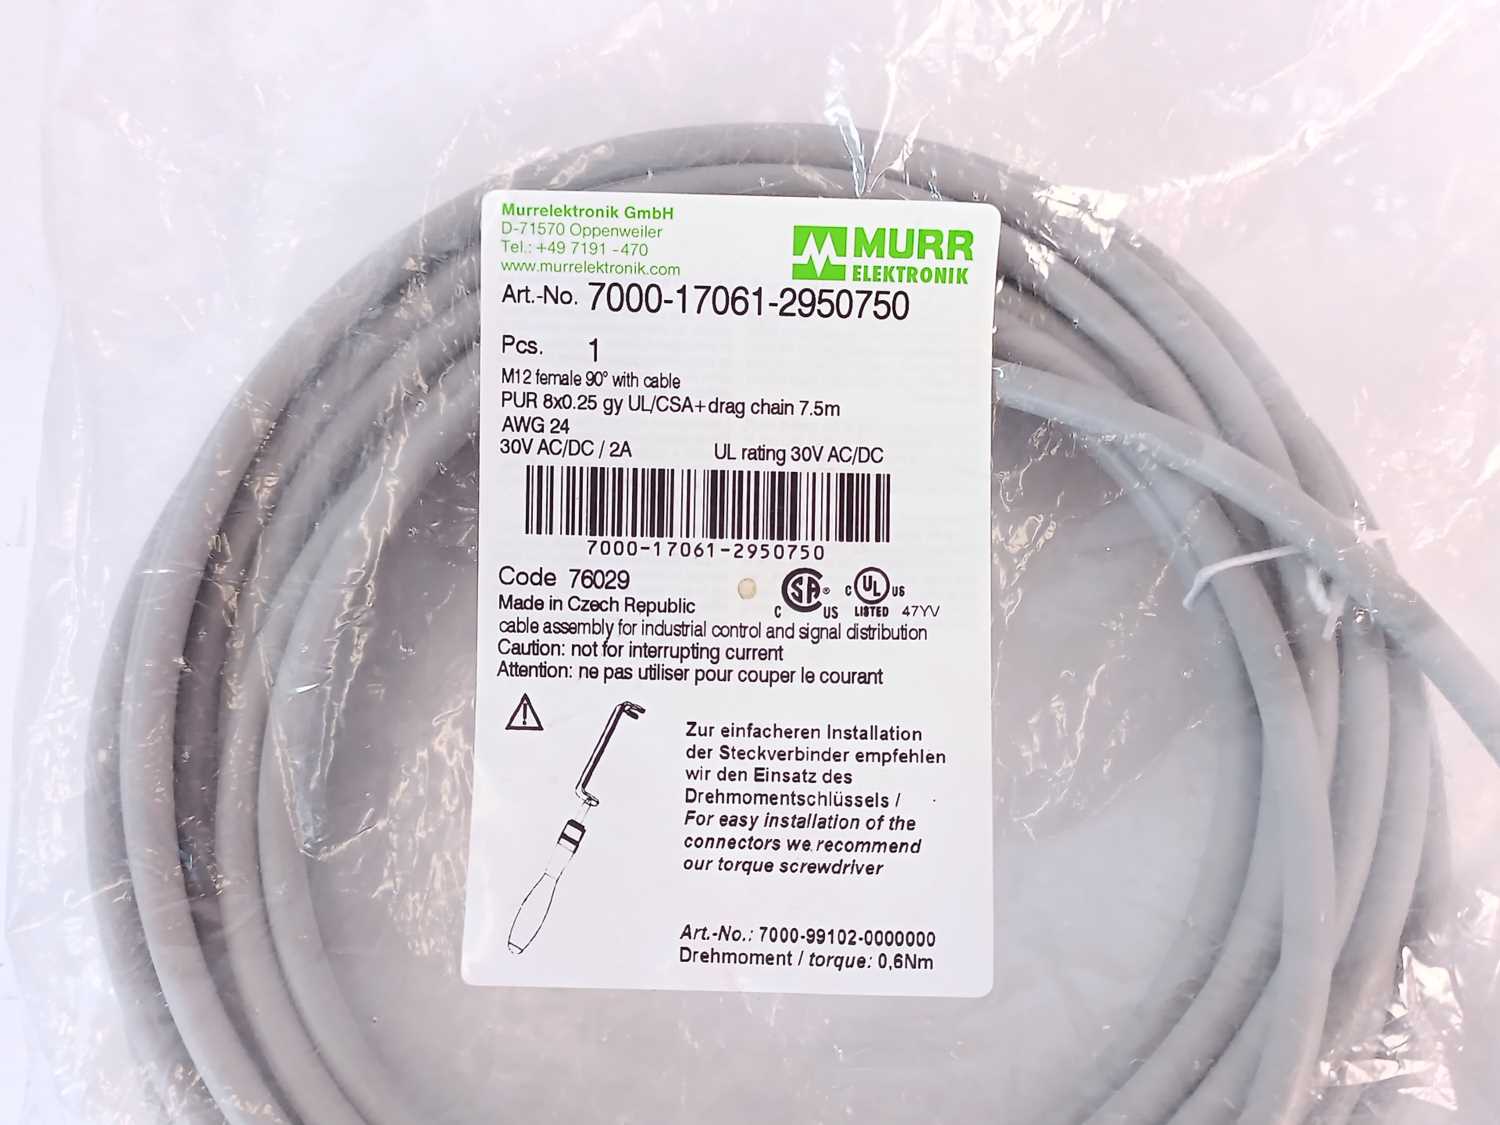 Murrelektronik GmbH
D-71570 Oppenweiler
Tel.: +49 7191 -470
www.murrelektronik.com
MURR
ELEKTRONIK
Art.-No. 7000-17061-2950750
Pcs. 1
M12 female 90° with cable
PUR 8x0.25 gy UL/CSA+drag chain 7.5m
AWG 24
30V AC/DC / 2A UL rating 30V AC/DC
7000-17061-2950750
Code 76029
C SA ® C US
C UL US LISTED 47YV
Made in Czech Republic
cable assembly for industrial control and signal distribution
Caution: not for interrupting current
Attention: ne pas utiliser pour couper le courant
Zur einfacheren Installation
der Steckverbinder empfehlen
wir den Einsatz des
Drehmomentschlüssels /
For easy installation of the
connectors we recommend
our torque screwdriver
Art.-No.: 7000-99102-0000000
Drehmoment / torque: 0,6Nm